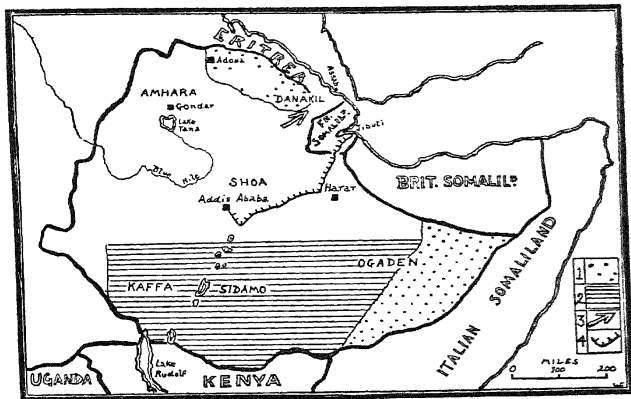 ERITREA
Adowa
Assab
AMHARA
DANAKIL
Gondar
Lake
Tana
FR.
SOMALILD.
Jibuti
Blue Nile
SHOA
BRIT. SOMALILD.
Addis Ababa
Harar
OGADEN
KAFFA
SIDAMO
ITALIAN SOMALILAND
1
2
3
4
Lake
Rudolf
UGANDA
KENYA
MILES
0 300 200